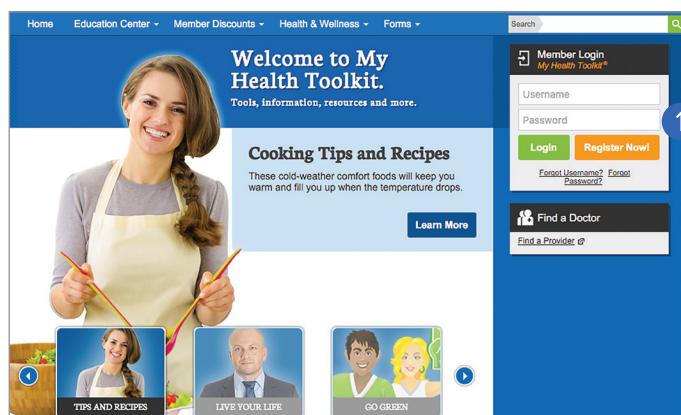 Home Education Center Member Discounts Health & Wellness Forms Search
Welcome to My
Health Toolkit.
Tools, information, resources and more.
Cooking Tips and Recipes
These cold-weather comfort foods will keep you
warm and fill you up when the temperature drops.
Learn More
Member Login
My Health Toolkit®
Username
Password
Login Register Now!
Forgot Username? Forgot
Password?
Find a Doctor
Find a Provider
TIPS AND RECIPES LIVE YOUR LIFE GO GREEN